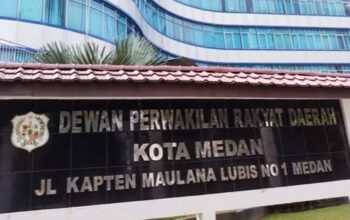 DEWAN PERWAKILAN RAKYAT DAERAH
KOTA MEDAN
JL KAPTEN MAULANA LUBIS NO 1 MEDAN